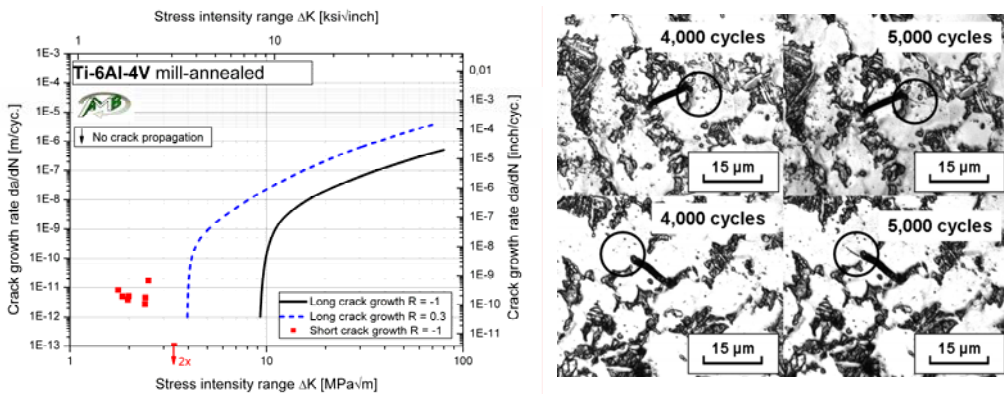 Stress intensity range ΔK [ksi√inch]
1
10
1E-3
1E-4
1E-5
1E-6
1E-7
1E-8
1E-9
1E-10
1E-11
1E-12
1E-13
Crack growth rate da/dN [m/cyc.]
Ti-6Al-4V mill-annealed
AMB
No crack propagation
Long crack growth R = -1
Long crack growth R = 0.3
Short crack growth R = -1
2x
0,01
1E-3
1E-4
1E-5
1E-6
1E-7
1E-8
1E-9
1E-10
1E-11
Crack growth rate da/dN [inch/cyc.]
1
10
100
Stress intensity range ΔK [MPa√m]
4,000 cycles
15 µm
5,000 cycles
15 µm
4,000 cycles
15 µm
5,000 cycles
15 µm